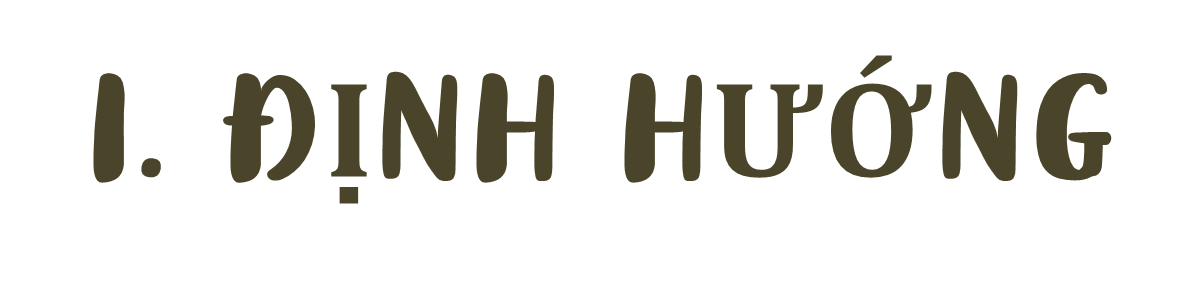 I. ĐỊNH HƯỚNG